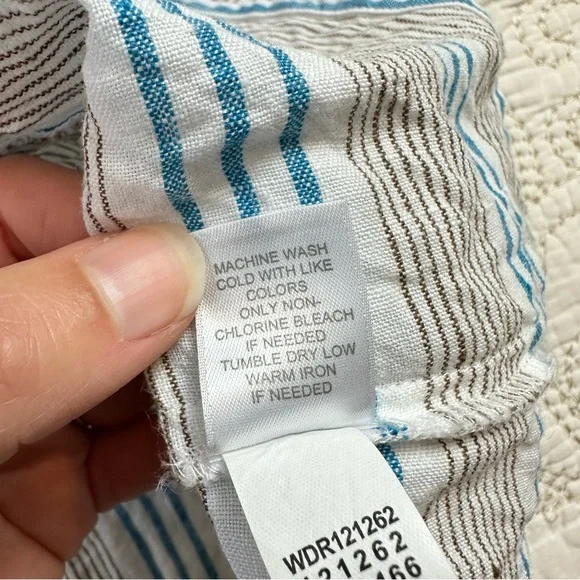 MACHINE WASH
COLD WITH LIKE
COLORS
ONLY NON-
CHLORINE BLEACH
IF NEEDED
TUMBLE DRY LOW
WARM IRON
IF NEEDED
WDR121262